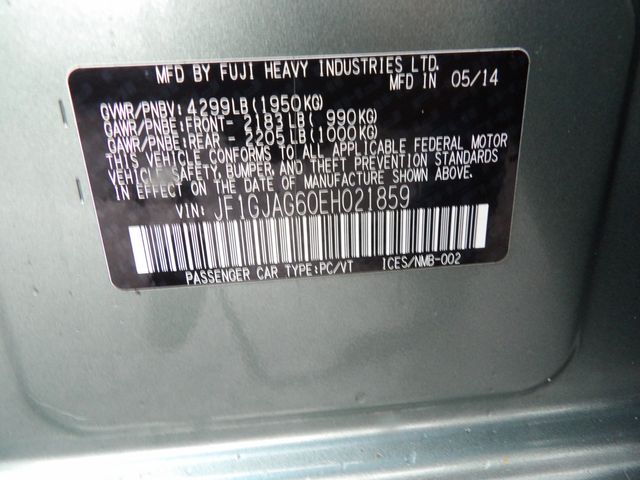 MFD BY FUJI HEAVY INDUSTRIES LTD.
MFD IN 05/14
GVWR/PNBV: 4299LB(1950KG)
GAWR/PNBE:FRONT- 2183LB( 990KG)
GAWR/PNBE:REAR - 2205LB(1000KG)
THIS VEHICLE CONFORMS TO ALL APPLICABLE FEDERAL MOTOR
VEHICLE SAFETY, BUMPER, AND THEFT PREVENTION STANDARDS
IN EFFECT ON THE DATE OF MANUFACTURE SHOWN ABOVE.
VIN: JF1GJAG60EH021859
PASSENGER CAR TYPE:PC/VT ICES/NMB-002